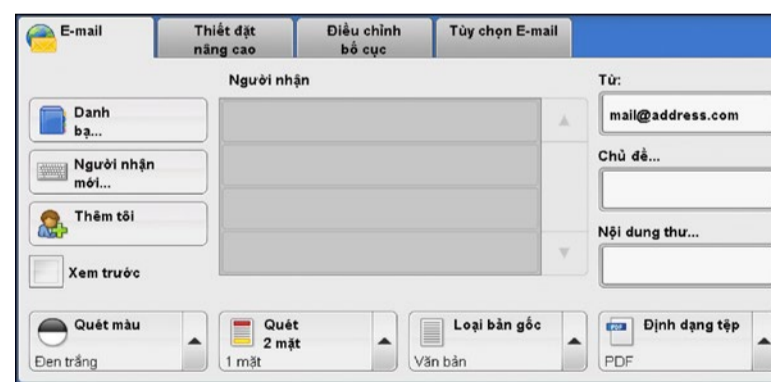 E-mail
Thiết đặt
nâng cao
Điều chỉnh
bố cục
Tùy chọn E-mail
Người nhận
Từ:
Danh
bạ...
mail@address.com
Người nhận
mới...
Chủ đề...
Thêm tôi
Nội dung thư...
Xem trước
Quét màu
Đen trắng
Quét
2 mặt
1 mặt
Loại bản gốc
Văn bản
PDF
Định dạng tệp
PDF